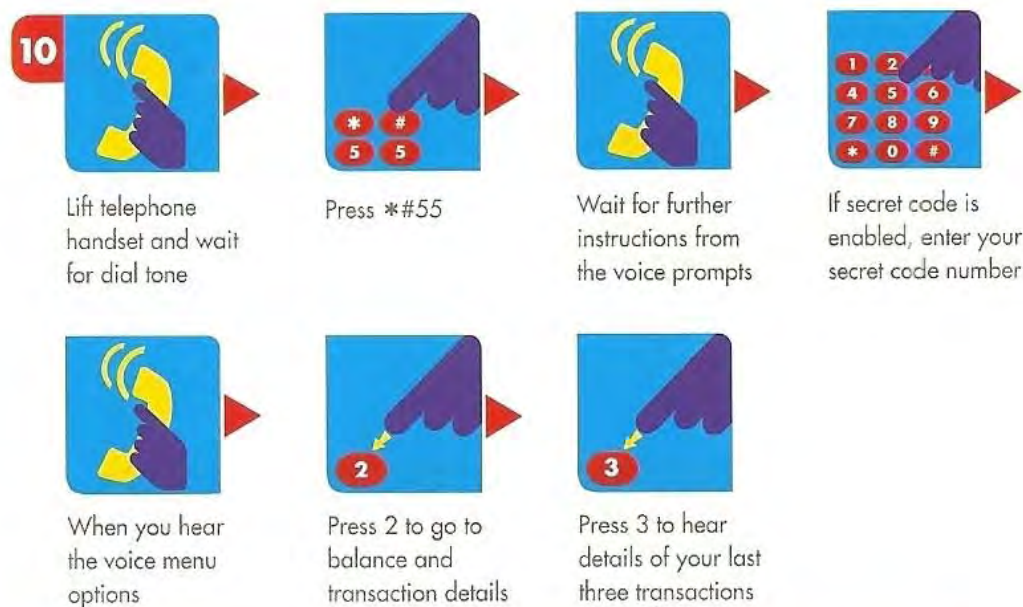 10
* #
5 5
1 2
4 5 6
7 8 9
* 0 #
Lift telephone
handset and wait
for dial tone
Press *#55
Wait for further
instructions from
the voice prompts
If secret code is
enabled, enter your
secret code number
2
3
When you hear
the voice menu
options
Press 2 to go to
balance and
transaction details
Press 3 to hear
details of your last
three transactions